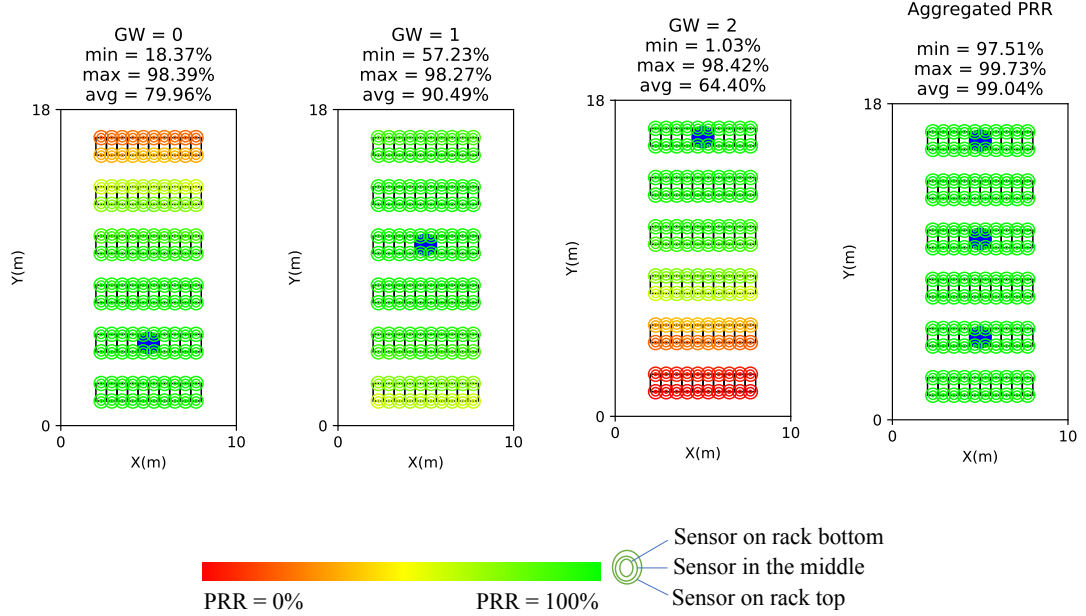 GW = 0
min = 18.37%
max = 98.39%
avg = 79.96%
18
Y(m)
0
0
10
X(m)
GW = 1
min = 57.23%
max = 98.27%
avg = 90.49%
18
Y(m)
0
0
10
X(m)
GW = 2
min = 1.03%
max = 98.42%
avg = 64.40%
18
Y(m)
0
0
10
X(m)
Aggregated PRR
min = 97.51%
max = 99.73%
avg = 99.04%
18
Y(m)
0
0
10
X(m)
PRR = 0%
PRR = 100%
Sensor on rack bottom
Sensor in the middle
Sensor on rack top